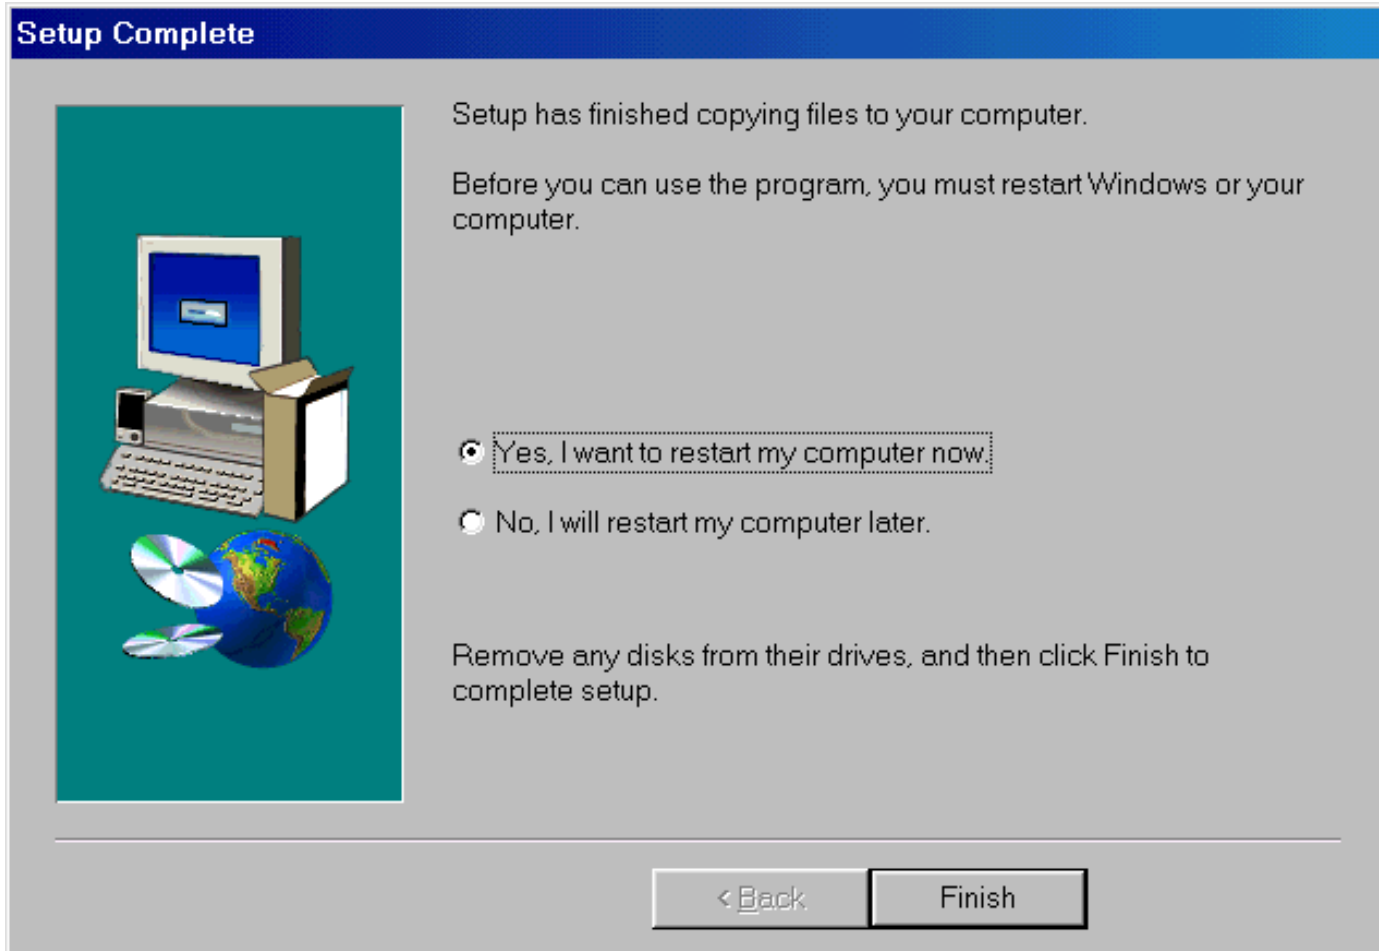 Setup Complete
Setup has finished copying files to your computer.
Before you can use the program, you must restart Windows or your
computer.
Yes, I want to restart my computer now.
No, I will restart my computer later.
Remove any disks from their drives, and then click Finish to
complete setup.
< Back
Finish